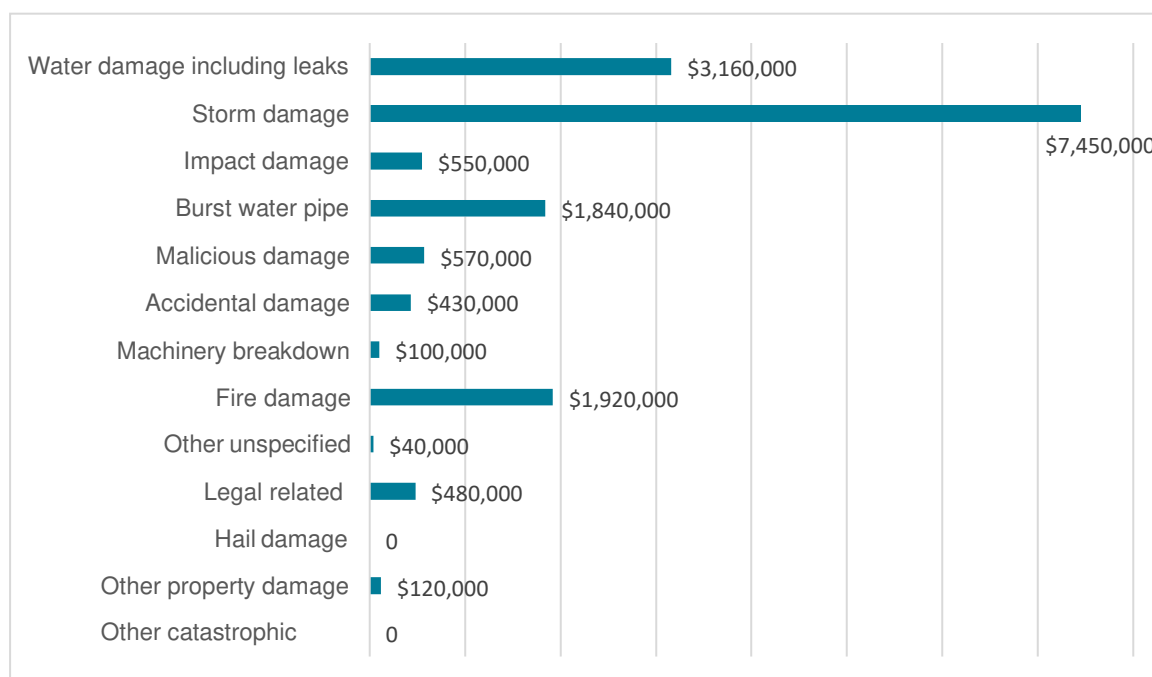 Water damage including leaks $3,160,000
Storm damage
$7,450,000
Impact damage $550,000
Burst water pipe $1,840,000
Malicious damage $570,000
Accidental damage $430,000
Machinery breakdown $100,000
Fire damage $1,920,000
Other unspecified $40,000
Legal related $480,000
Hail damage 0
Other property damage $120,000
Other catastrophic 0